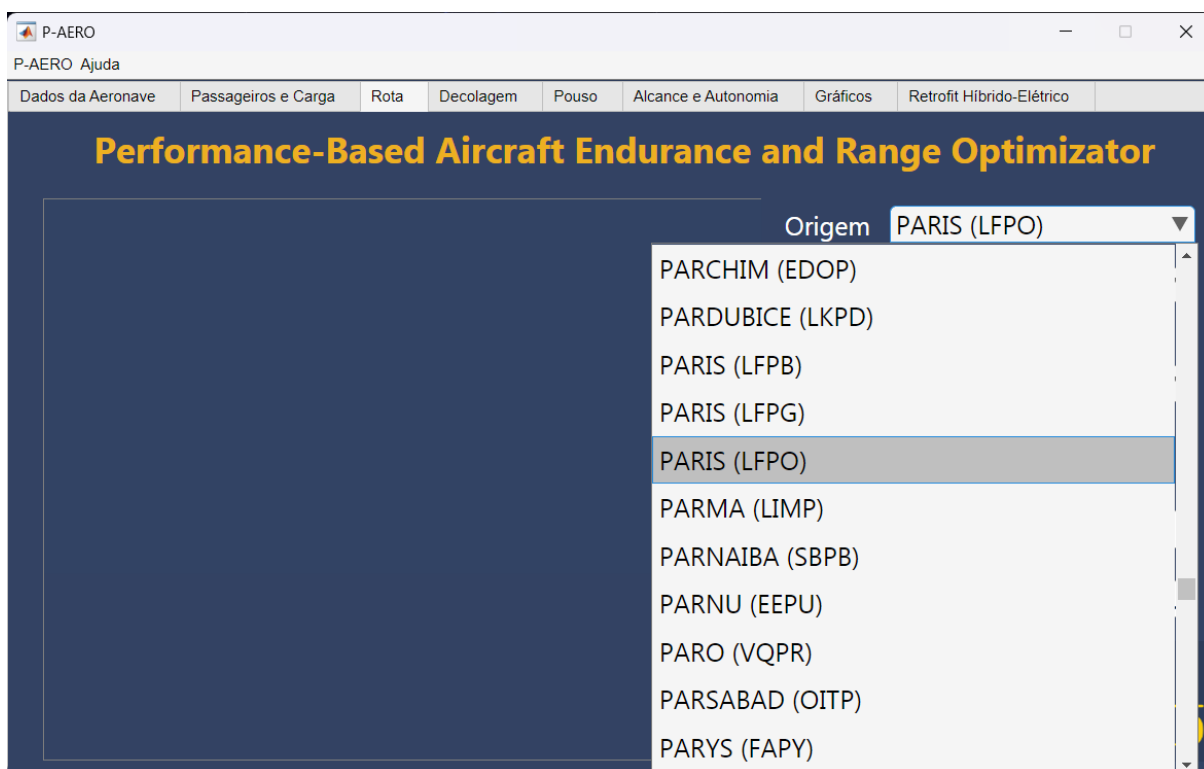 P-AERO
P-AERO Ajuda
Dados da Aeronave Passageiros e Carga Rota Decolagem Pouso Alcance e Autonomia Gráficos Retrofit Híbrido-Elétrico
Performance-Based Aircraft Endurance and Range Optimizator
Origem PARIS (LFPO)
PARCHIM (EDOP)
PARDUBICE (LKPD)
PARIS (LFPB)
PARIS (LFPG)
PARIS (LFPO)
PARMA (LIMP)
PARNAIBA (SBPB)
PARNU (EEPU)
PARO (VQPR)
PARSABAD (OITP)
PARYS (FAPY)